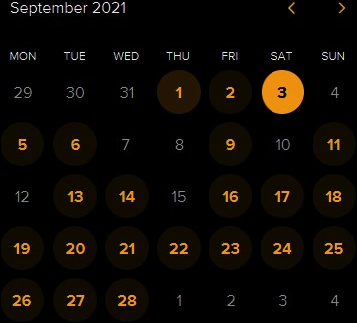 September 2021
MON TUE WED THU FRI SAT SUN
29 30 31 1 2 3 4
5 6 7 8 9 10 11
12 13 14 15 16 17 18
19 20 21 22 23 24 25
26 27 28 1 2 3 4